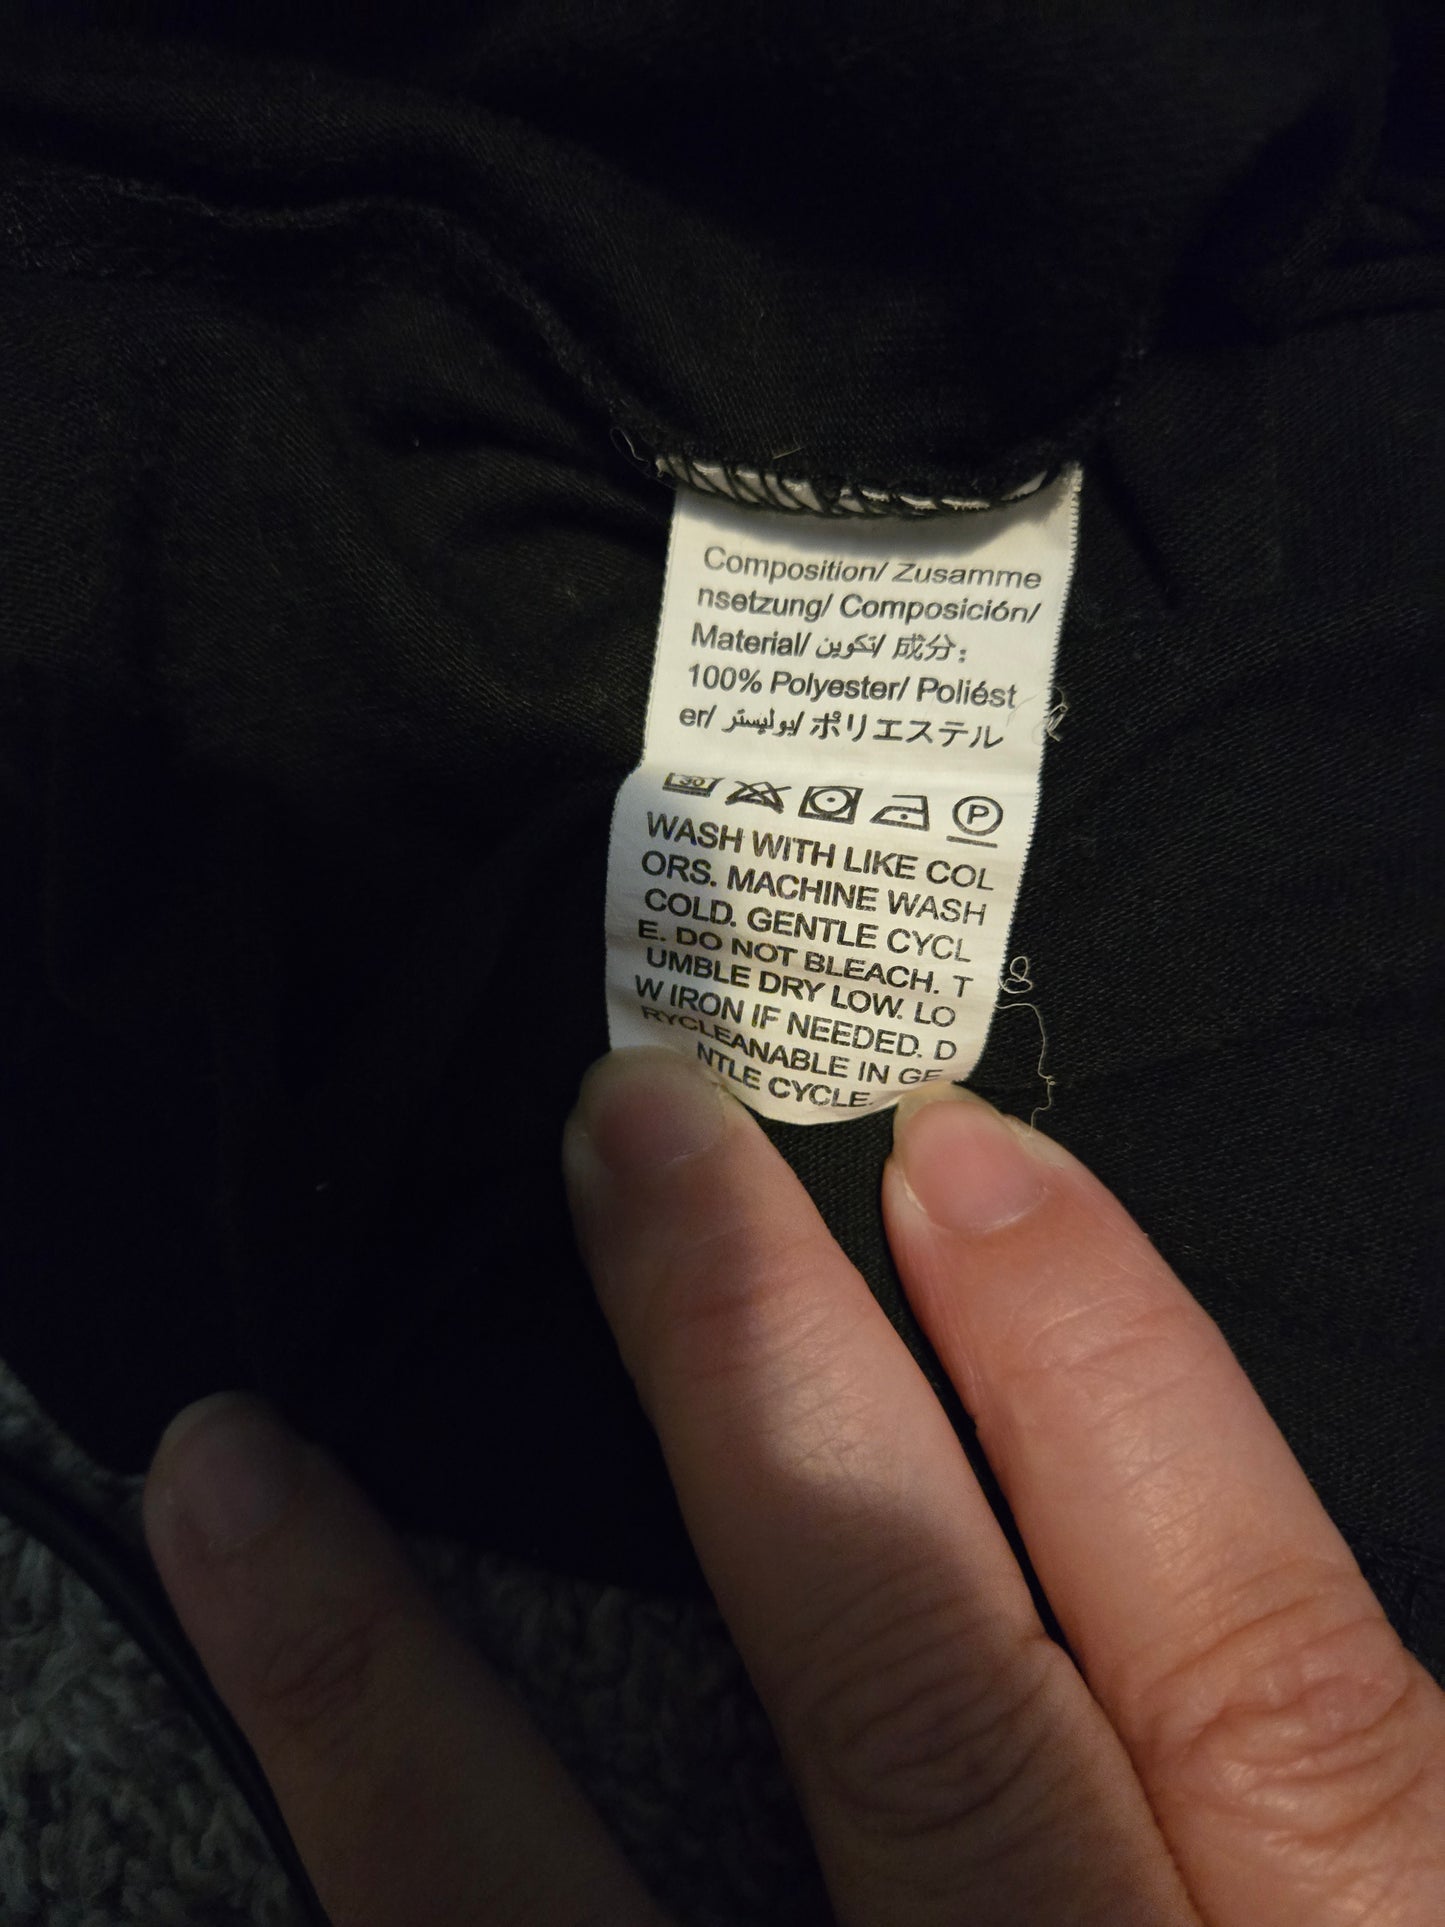 Composition/ Zusamme
nsetzung/ Composición/
Material/ تكوين/ 成分：
100% Polyester/ Poliést
er/ بوليستر/ ポリエステル
30 P
WASH WITH LIKE COL
ORS. MACHINE WASH
COLD. GENTLE CYCL
E. DO NOT BLEACH. T
UMBLE DRY LOW. LO
W IRON IF NEEDED. D
RYCLEANABLE IN GE
NTLE CYCLE.